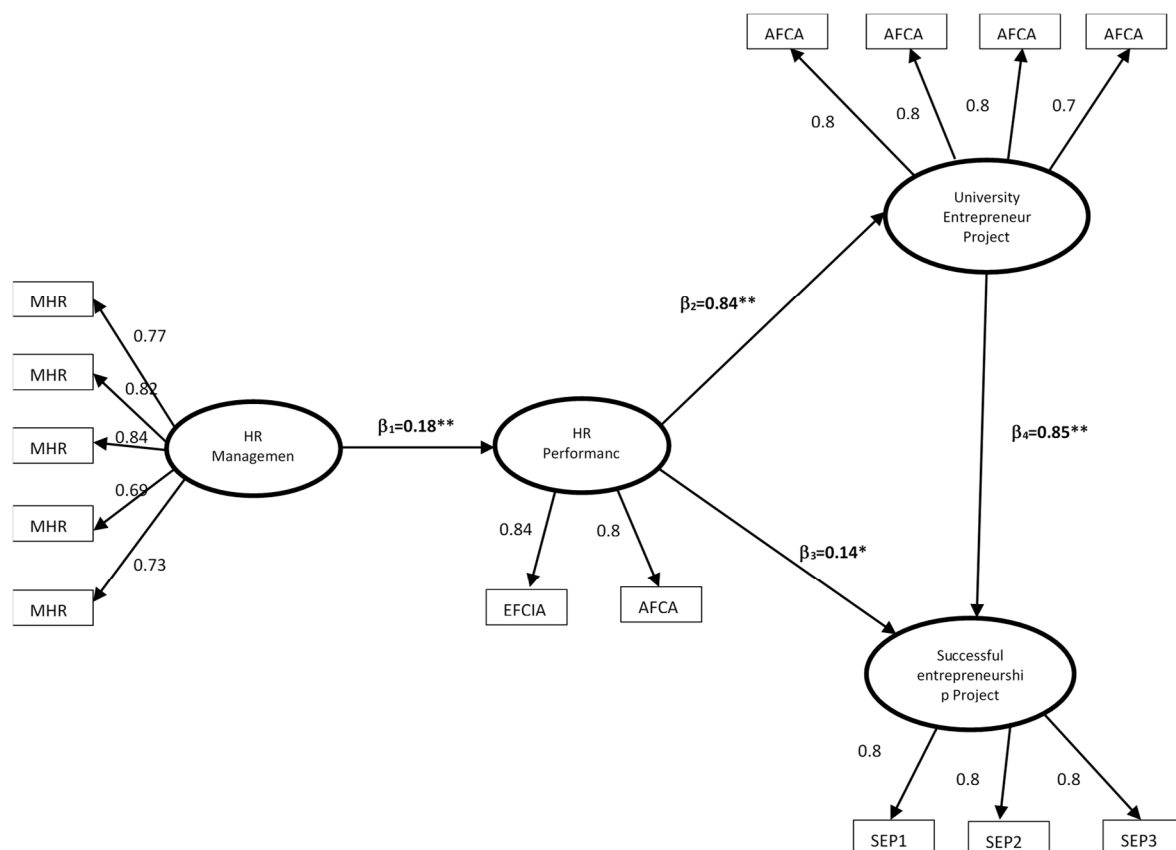 AFCA
AFCA
AFCA
AFCA
0.8
0.8
0.8
0.7
University
Entrepreneur
Project
MHR
MHR
MHR
MHR
MHR
0.77
0.82
0.84
0.69
0.73
HR
Managemen
β₁=0.18**
HR
Performanc
β₂=0.84**
β₃=0.14*
β₄=0.85**
0.84
0.8
EFCIA
AFCA
Successful
entrepreneurshi
p Project
0.8
0.8
0.8
SEP1
SEP2
SEP3